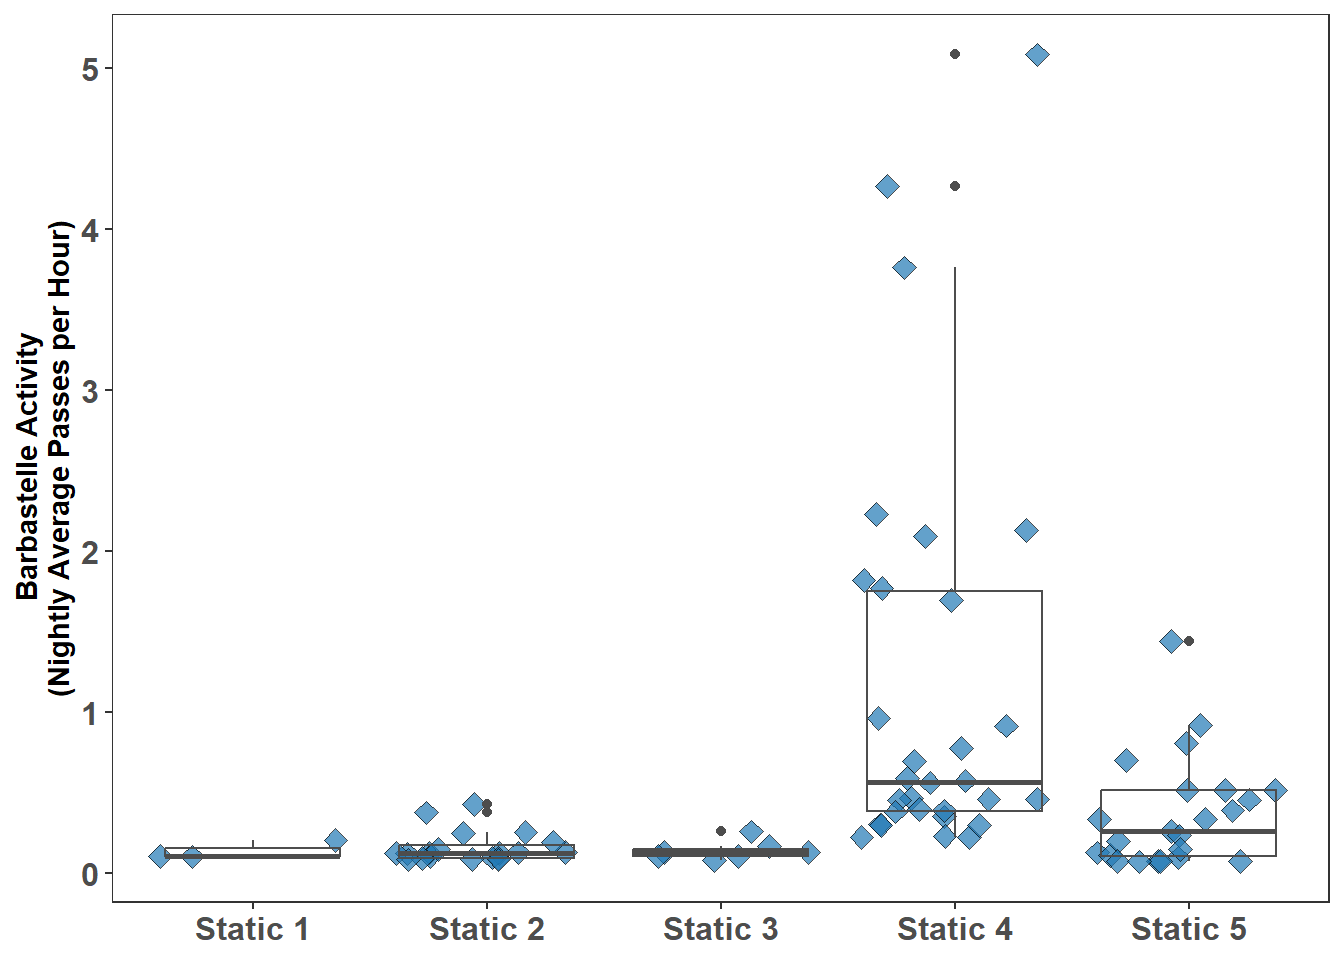 Barbastelle Activity
(Nightly Average Passes per Hour)
5
4
3
2
1
0
Static 1
Static 2
Static 3
Static 4
Static 5